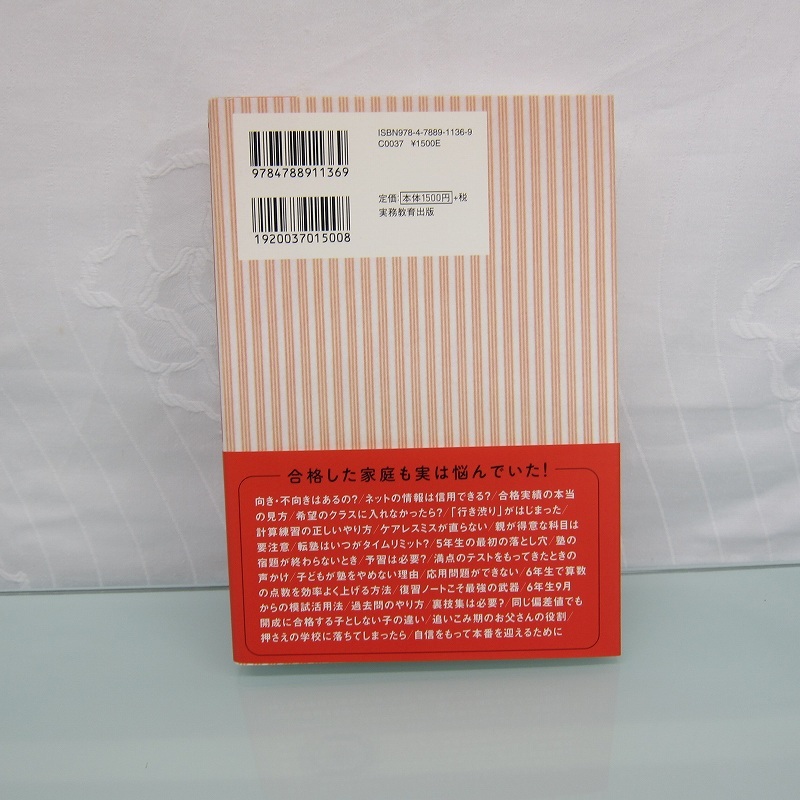 ISBN978-4-7889-1136-9
C0037 ¥1500E
9784788911369
定価 本体1500円+税
実務教育出版
1920037015008
合格した家庭も実は悩んでいた!
向き・不向きはあるの?/ネットの情報は信用できる?/合格実績の本当
の見方/希望のクラスに入れなかったら?/「行き渋り」がはじまった/
計算練習の正しいやり方/ケアレスミスが直らない/親が得意な科目は
要注意/転塾はいつがタイムリミット?/5年生の最初の落とし穴/塾の
宿題が終わらないとき/予習は必要?/満点のテストをもってきたときの
声かけ/子どもが塾をやめない理由/応用問題ができない/6年生で算数
の点数を効率よく上げる方法/復習ノートこそ最強の武器/6年生9月
からの模試活用法/過去問のやり方/裏技集は必要?/同じ偏差値でも
開成に合格する子としない子の違い/追いこみ期のお父さんの役割/
押さえの学校に落ちてしまったら/自信をもって本番を迎えるために